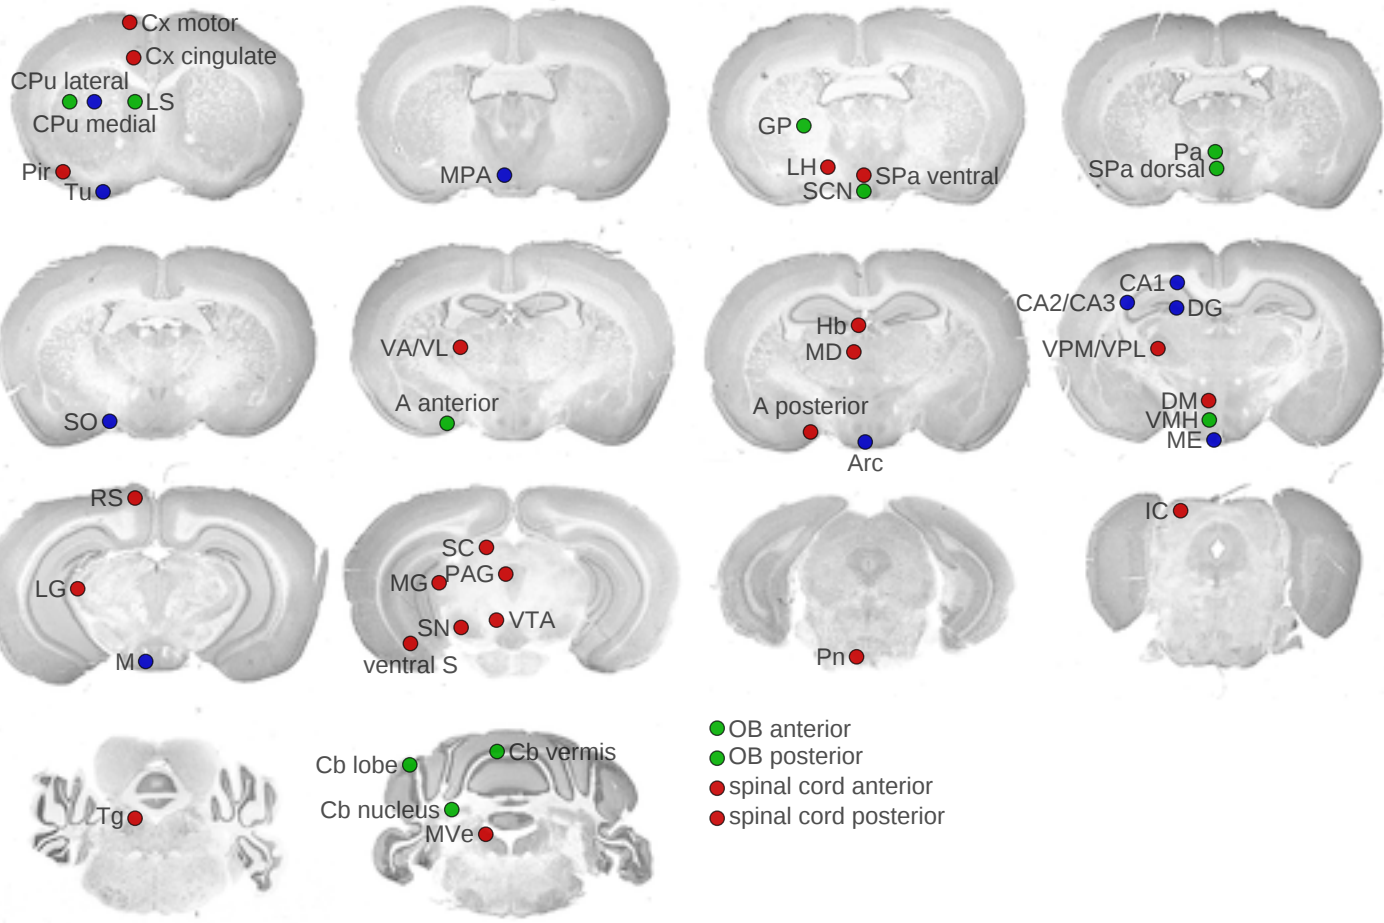 Cx motor
Cx cingulate
CPu lateral
LS
CPu medial
Pir
Tu
MPA
GP
LH
SPa ventral
SCN
Pa
SPa dorsal
SO
VA/VL
A anterior
Hb
MD
A posterior
Arc
CA1
CA2/CA3
DG
VPM/VPL
DM
VMH
ME
RS
LG
M
SC
MG
PAG
SN
VTA
ventral S
Pn
IC
Tg
Cb lobe
Cb vermis
Cb nucleus
MVe
OB anterior
OB posterior
spinal cord anterior
spinal cord posterior